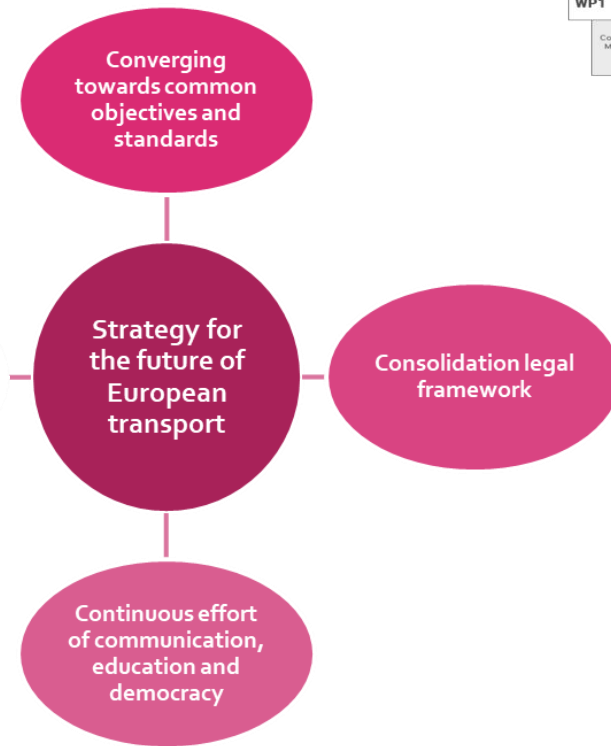 WP1
Converging
towards common
objectives and
standards
Strategy for
the future of
European
transport
Consolidation legal
framework
Continuous effort
of communication,
education and
democracy